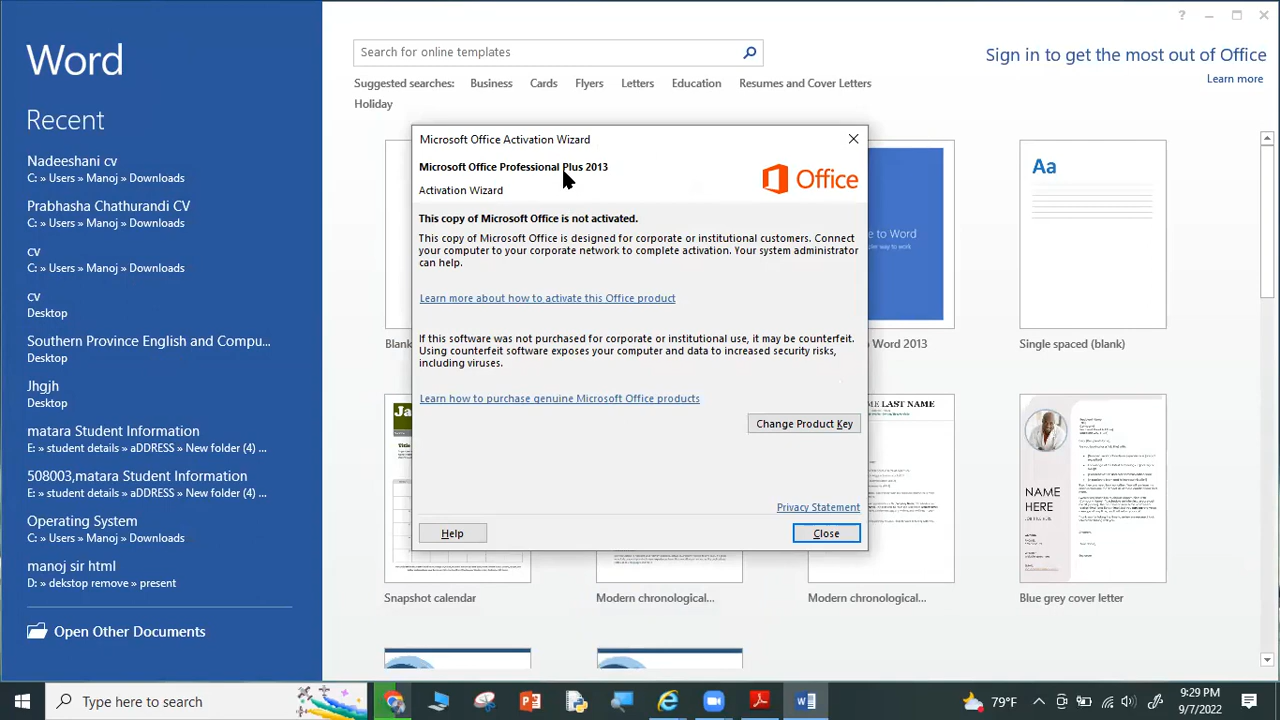 Word
Recent
Nadeeshani cv
C: » Users » Manoj » Downloads
Prabhasha Chathurandi CV
C: » Users » Manoj » Downloads
cv
C: » Users » Manoj » Downloads
cv
Desktop
Southern Province English and Compu...
Desktop
Jhgjh
Desktop
matara Student Information
E: » student details » aDRESS » New folder (4) ...
508003,matara Student Information
E: » student details » aDDRESS » New folder (4) ...
Operating System
C: » Users » Manoj » Downloads
manoj sir html
D: » dekstop remove » present
Open Other Documents
Search for online templates
Suggested searches: Business Cards Flyers Letters Education Resumes and Cover Letters
Holiday
?
Sign in to get the most out of Office
Learn more
Microsoft Office Activation Wizard
Microsoft Office Professional Plus 2013
Activation Wizard
Office
This copy of Microsoft Office is not activated.
This copy of Microsoft Office is designed for corporate or institutional customers. Connect
your computer to your corporate network to complete activation. Your system administrator
can help.
Learn more about how to activate this Office product
If this software was not purchased for corporate or institutional use, it may be counterfeit.
Using counterfeit software exposes your computer and data to increased security risks,
including viruses.
Learn how to purchase genuine Microsoft Office products
Change Product Key
Privacy Statement
Help
Close
e to Word
Blank
Word 2013
Aa
Single spaced (blank)
Ja
LAST NAME
NAME
HERE
Snapshot calendar
Modern chronological...
Modern chronological...
Blue grey cover letter
Type here to search
79°F
9:29 PM
9/7/2022